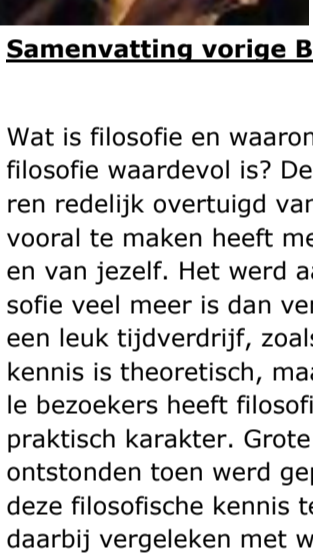 Samenvatting vorige B
Wat is filosofie en waarom
filosofie waardevol is? De
ren redelijk overtuigd van
vooral te maken heeft me
en van jezelf. Het werd aa
sofie veel meer is dan ver
een leuk tijdverdrijf, zoals
kennis is theoretisch, maa
le bezoekers heeft filosofi
praktisch karakter. Grote
ontstonden toen werd gep
deze filosofische kennis te
daarbij vergeleken met w